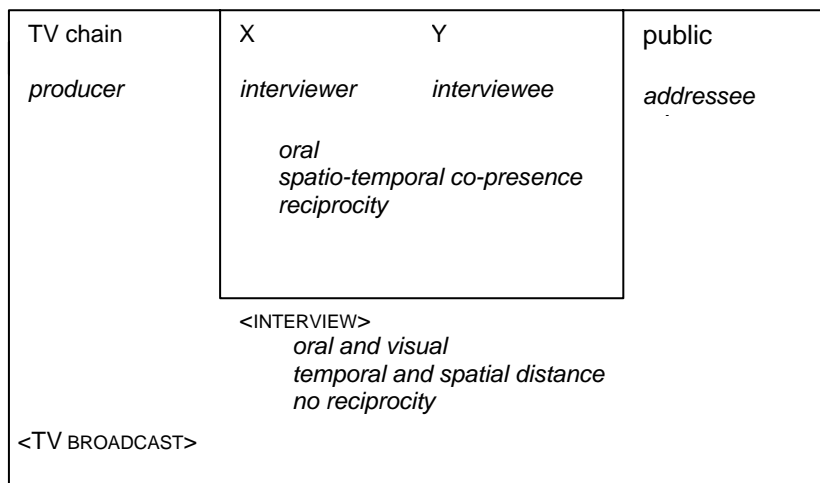 TV chain X Y public
producer interviewer interviewee addressee
oral
spatio-temporal co-presence
reciprocity
<INTERVIEW>
oral and visual
temporal and spatial distance
no reciprocity
<TV BROADCAST>